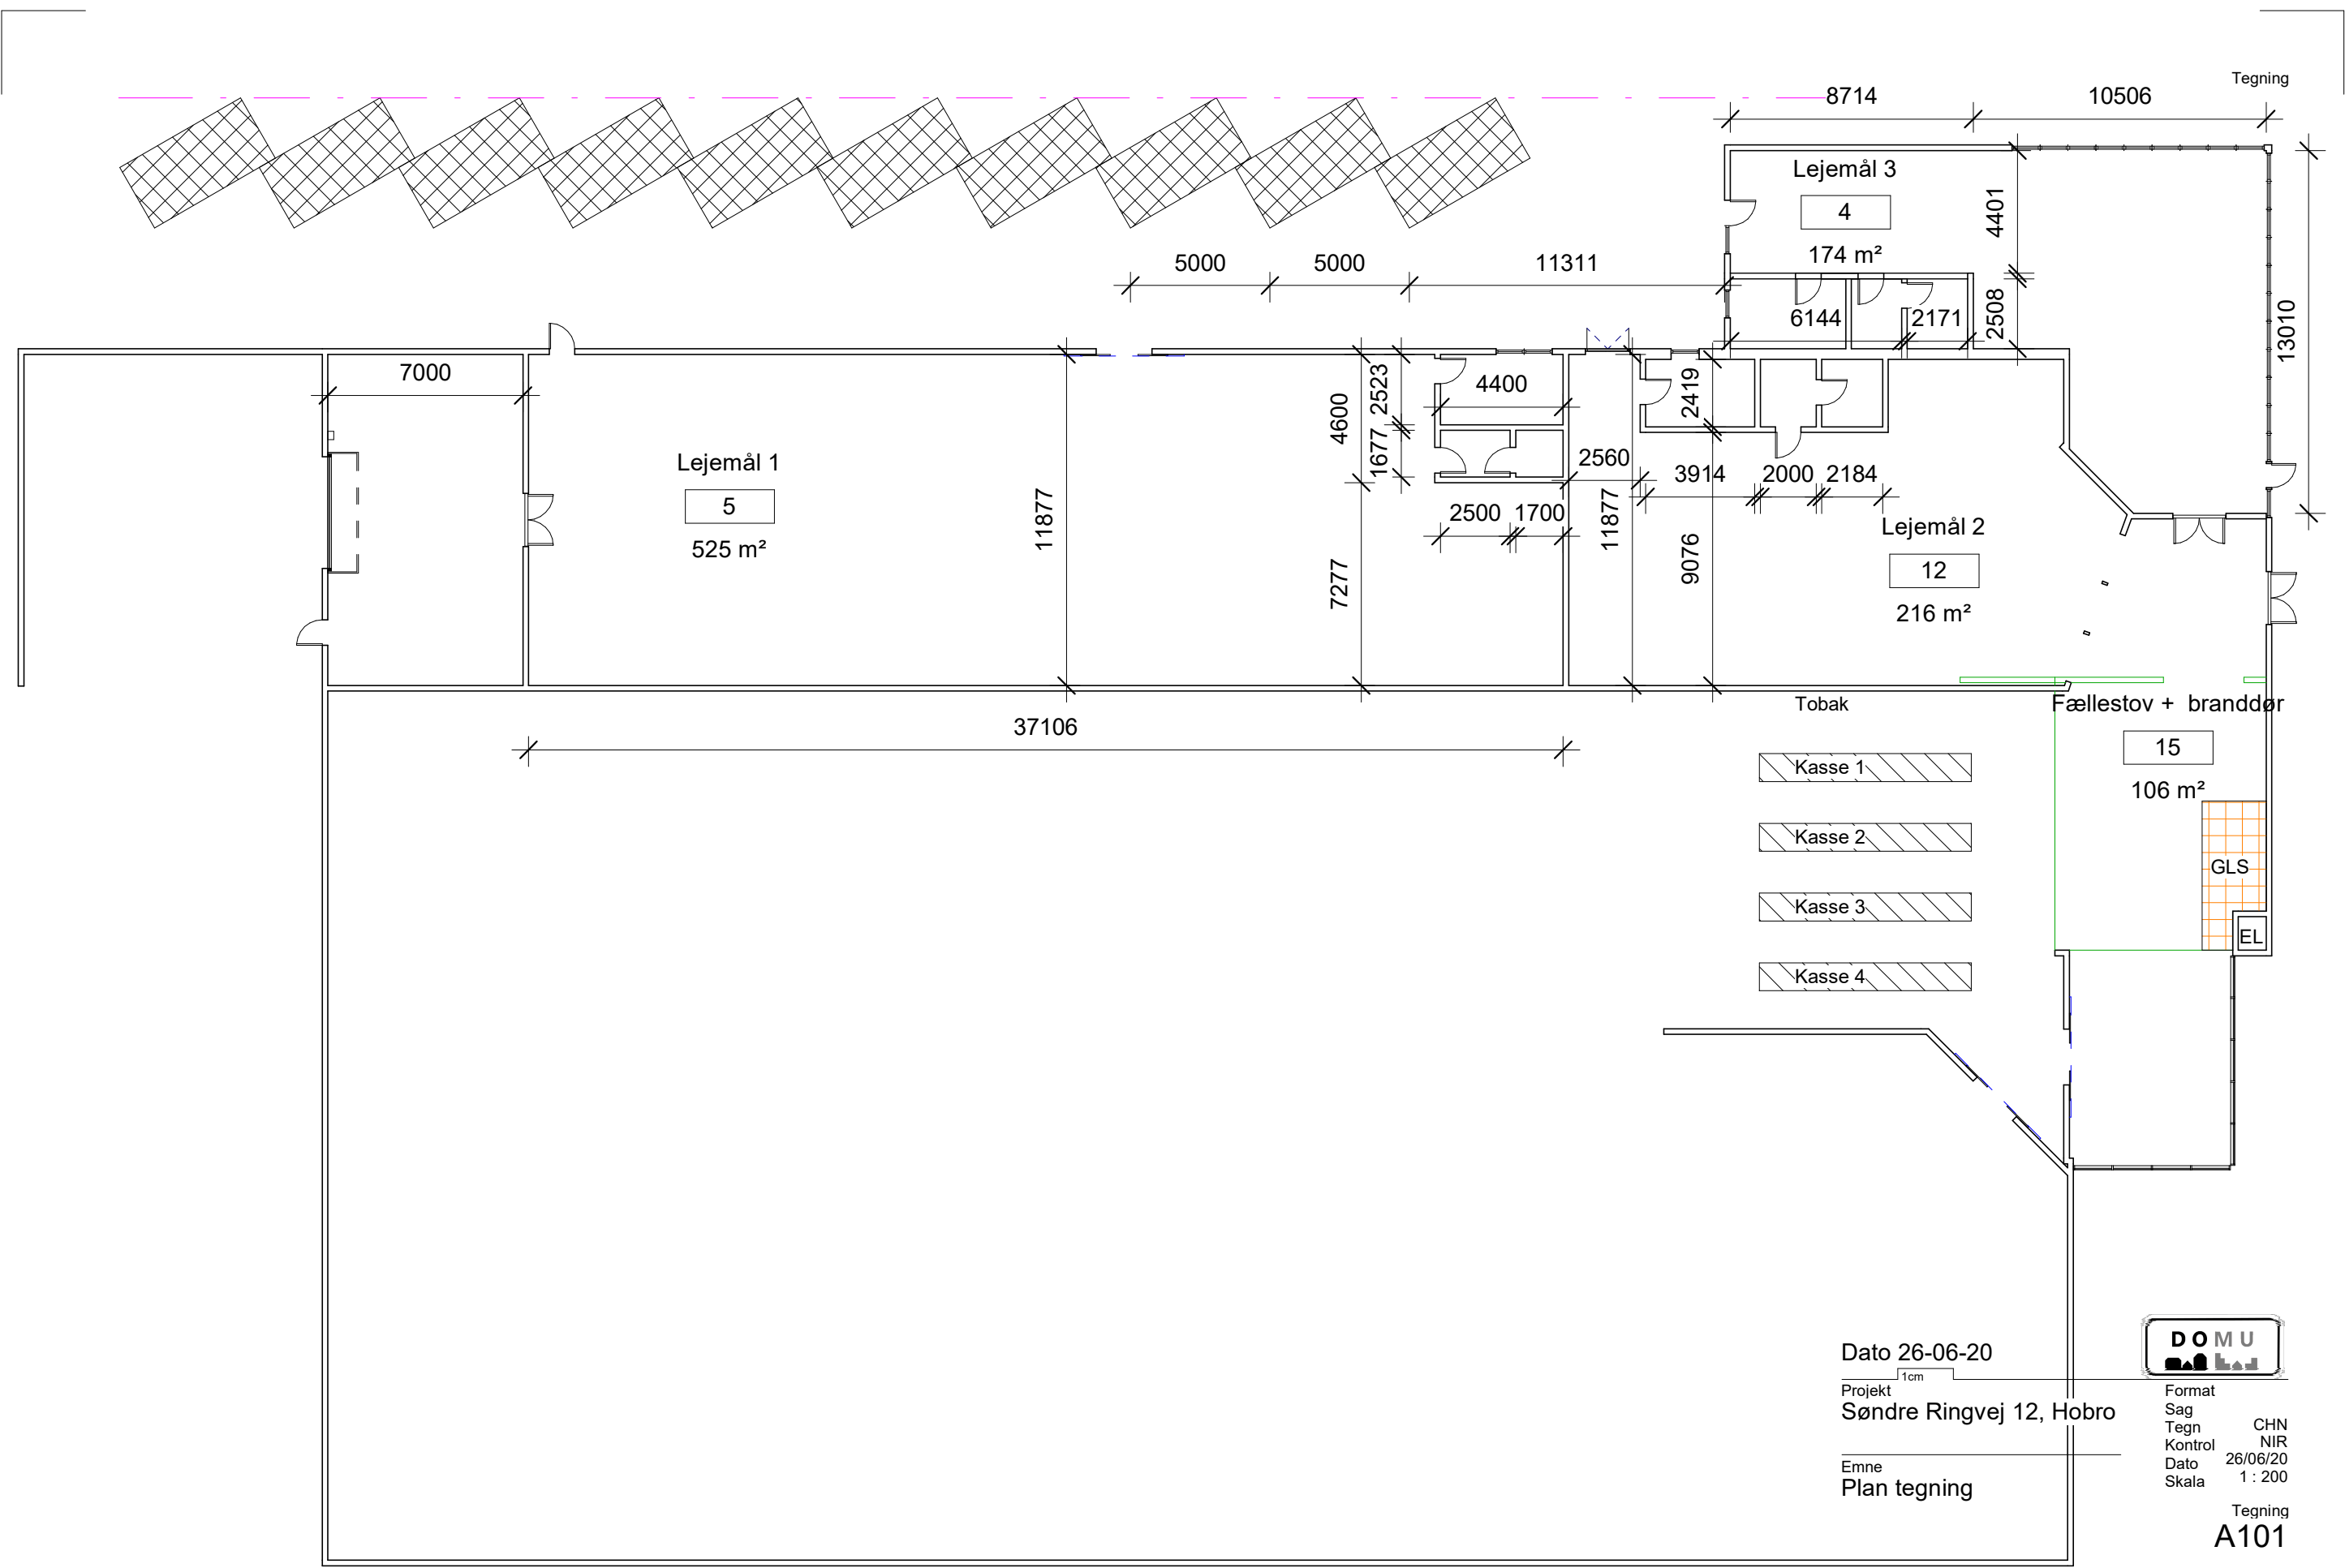 Tegning
8714
10506
Lejemål 3
4
174 m²
4401
5000
5000
11311
2508
6144
2171
13010
7000
2523
4400
2419
4600
1677
Lejemål 1
5
525 m²
11877
2560
3914
2000
2184
2500
1700
11877
9076
7277
Lejemål 2
12
216 m²
37106
Tobak
Fællestov + branddør
15
106 m²
Kasse 1
Kasse 2
Kasse 3
Kasse 4
GLS
EL
Dato 26-06-20
1cm
Projekt
Søndre Ringvej 12, Hobro
Emne
Plan tegning
DOMU
Format
Sag
Tegn CHN
Kontrol NIR
Dato 26/06/20
Skala 1 : 200
Tegning
A101